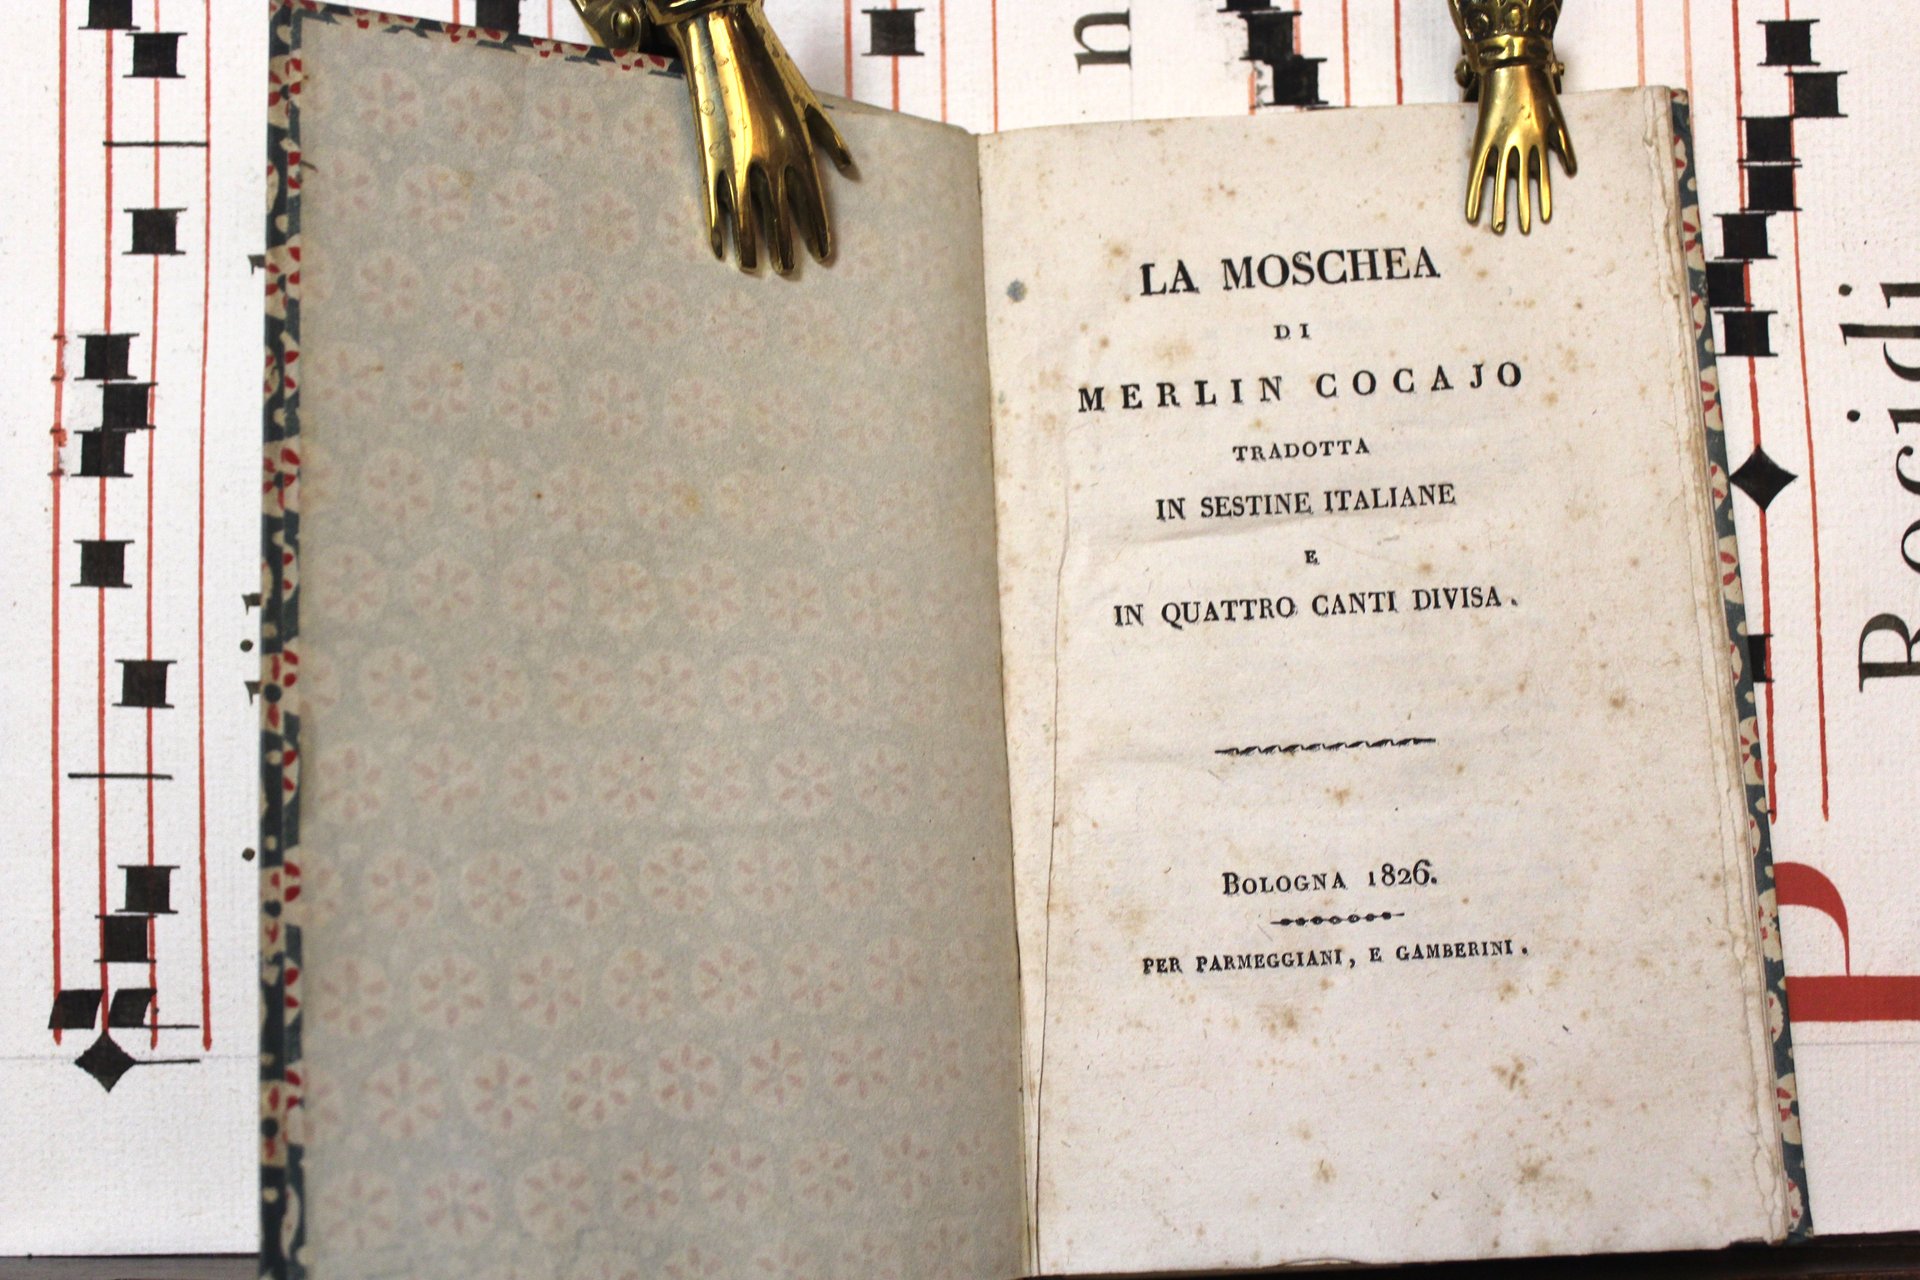 LA MOSCHEA
DI
MERLIN COCAJO
TRADOTTA
IN SESTINE ITALIANE
E
IN QUATTRO CANTI DIVISA.
BOLOGNA 1826.
PER PARMEGGIANI, E GAMBERINI.